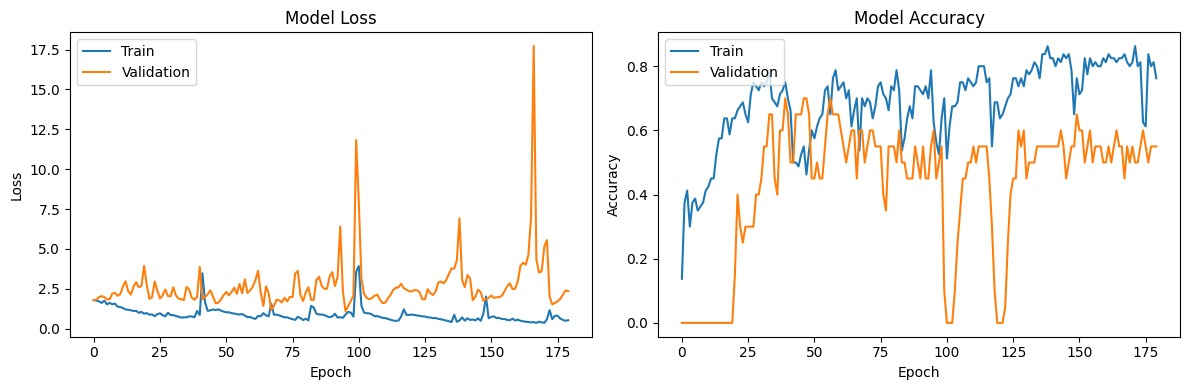 Model Loss
Train
Validation
17.5
15.0
12.5
10.0
7.5
5.0
2.5
0.0
Loss
0 25 50 75 100 125 150 175
Epoch
Model Accuracy
Train
Validation
0.8
0.6
0.4
0.2
0.0
Accuracy
0 25 50 75 100 125 150 175
Epoch